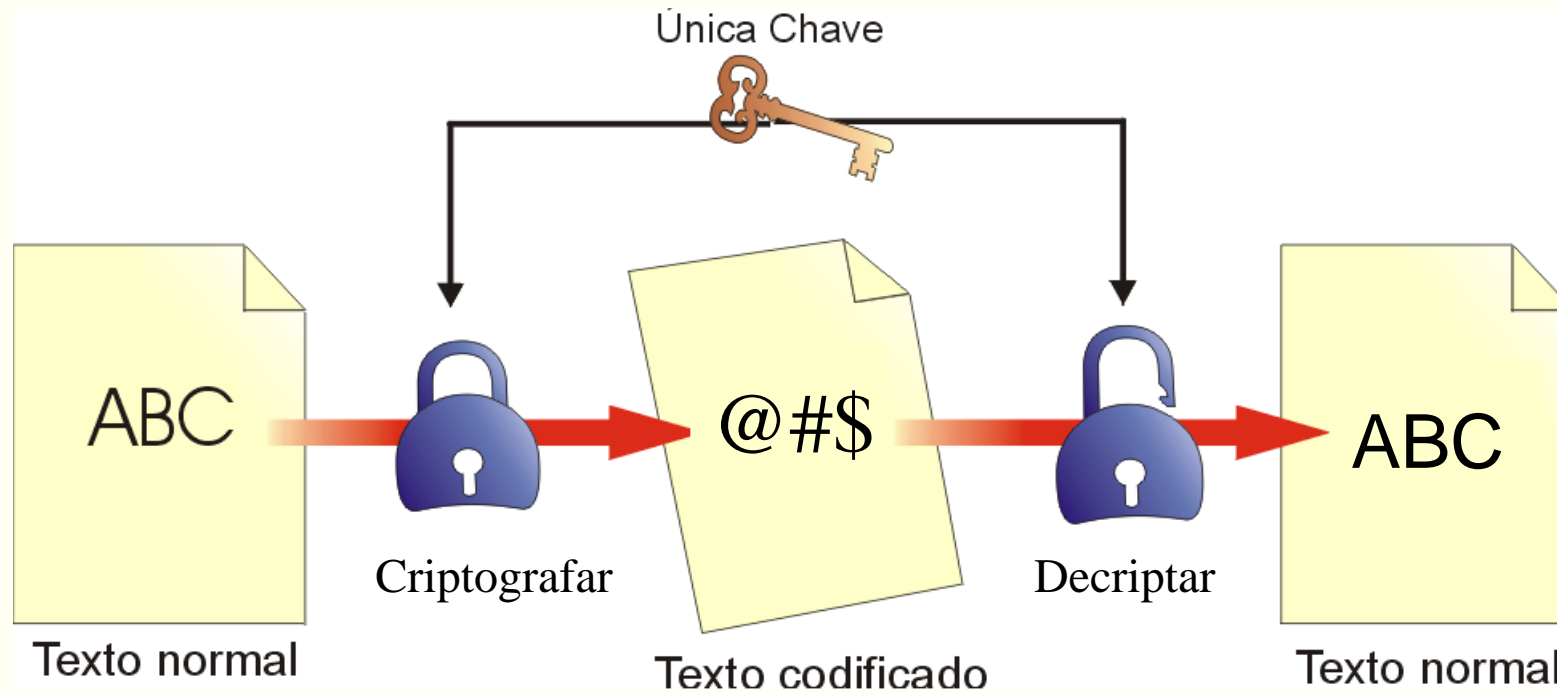 Única Chave
ABC
@#$
ABC
Criptografar
Decriptar
Texto normal
Texto codificado
Texto normal